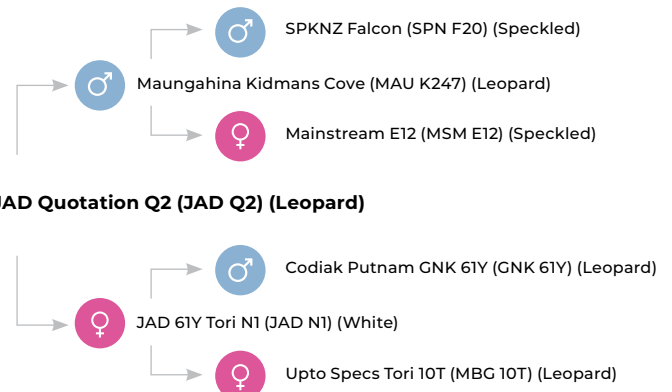 SPKNZ Falcon (SPN F20) (Speckled)
Maungahina Kidmans Cove (MAU K247) (Leopard)
Mainstream E12 (MSM E12) (Speckled)
JAD Quotation Q2 (JAD Q2) (Leopard)
Codiak Putnam GNK 61Y (GNK 61Y) (Leopard)
JAD 61Y Tori N1 (JAD N1) (White)
Upto Specs Tori 10T (MBG 10T) (Leopard)